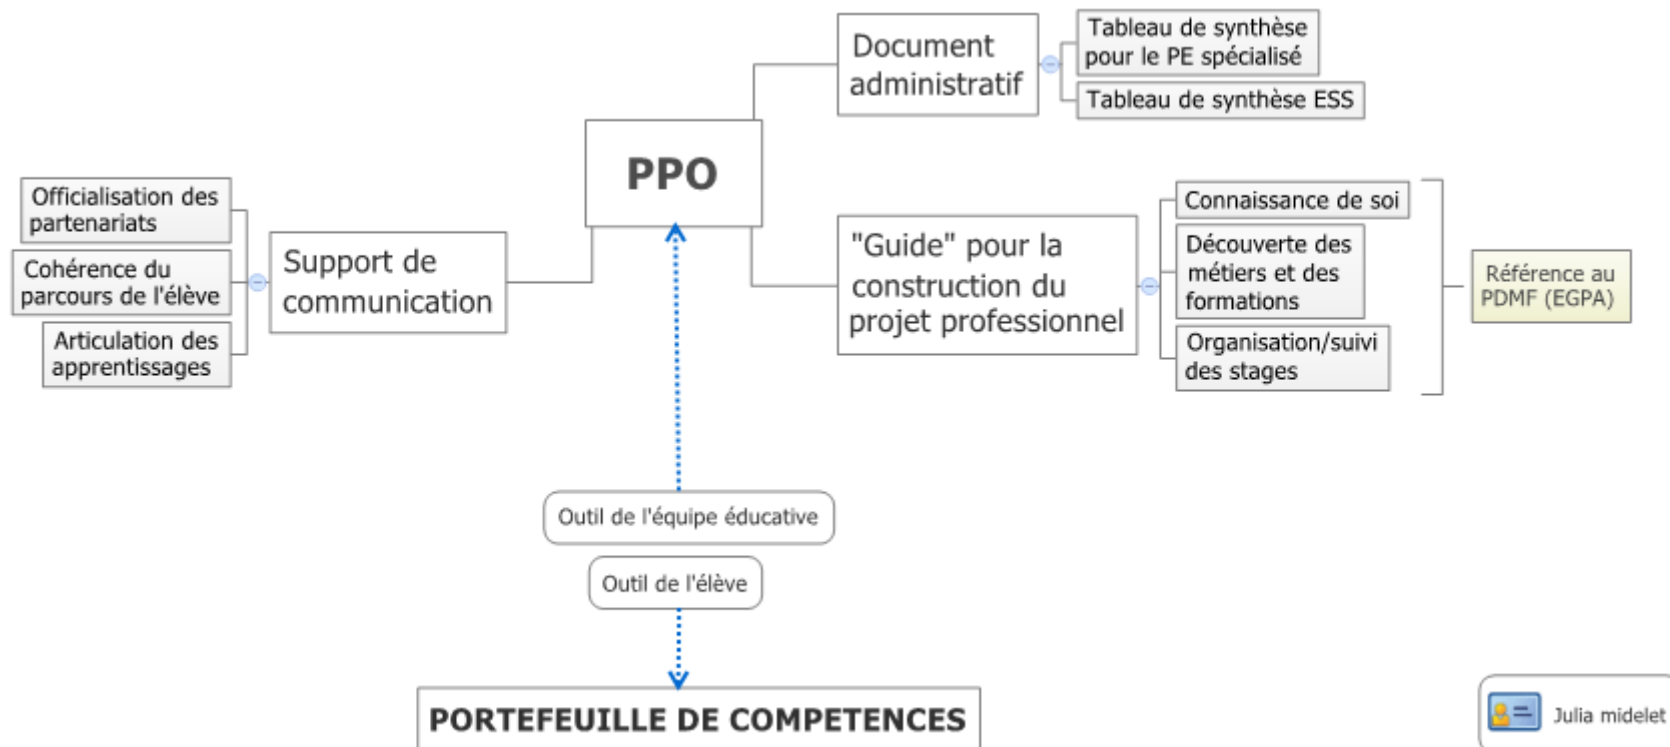 PPO
Document
administratif
Tableau de synthèse
pour le PE spécialisé
Tableau de synthèse ESS
"Guide" pour la
construction du
projet professionnel
Connaissance de soi
Découverte des
métiers et des
formations
Organisation/suivi
des stages
Référence au
PDMF (EGPA)
Support de
communication
Officialisation des
partenariats
Cohérence du
parcours de l'élève
Articulation des
apprentissages
Outil de l'équipe éducative
Outil de l'élève
PORTEFEUILLE DE COMPETENCES
Julia midelet